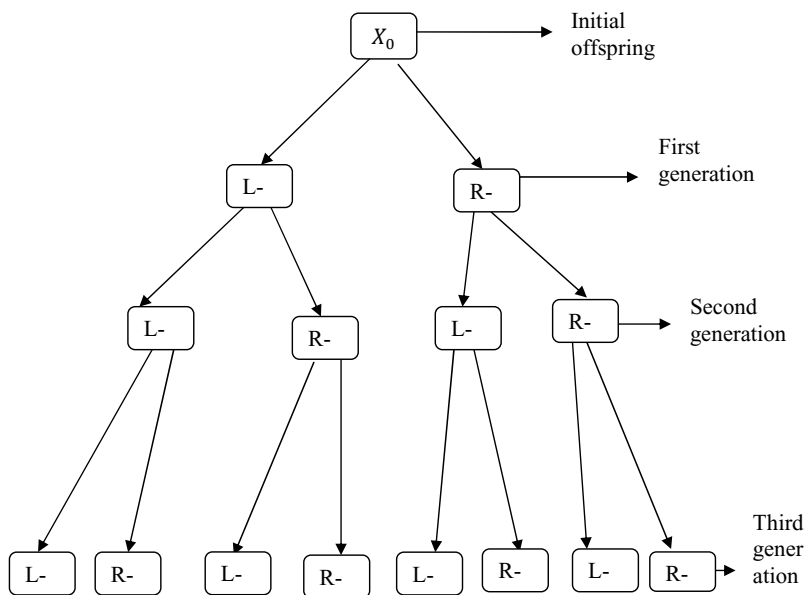 X₀
Initial
offspring
L-
R-
First
generation
L-
R-
L-
R-
Second
generation
L-
R-
L-
R-
L-
R-
L-
R-
Third
gener
ation